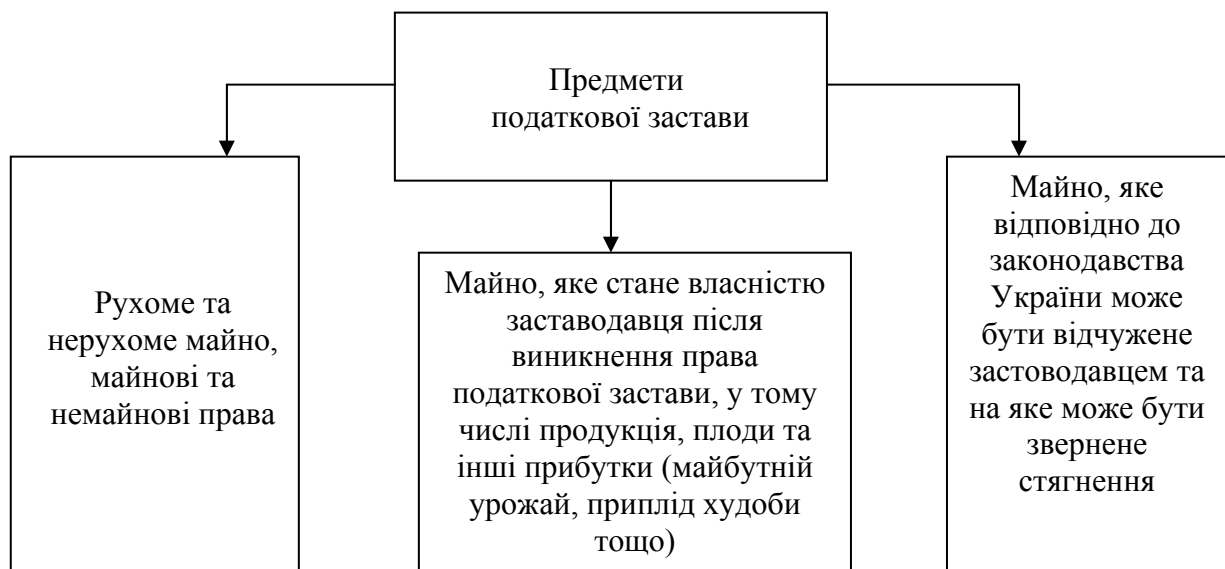 Предмети
податкової застави
Рухоме та
нерухоме майно,
майнові та
немайнові права
Майно, яке стане власністю
заставодавця після
виникнення права
податкової застави, у тому
числі продукція, плоди та
інші прибутки (майбутній
урожай, приплід худоби
тощо)
Майно, яке
відповідно до
законодавства
України може
бути відчужене
застоводавцем та
на яке може бути
звернене
стягнення